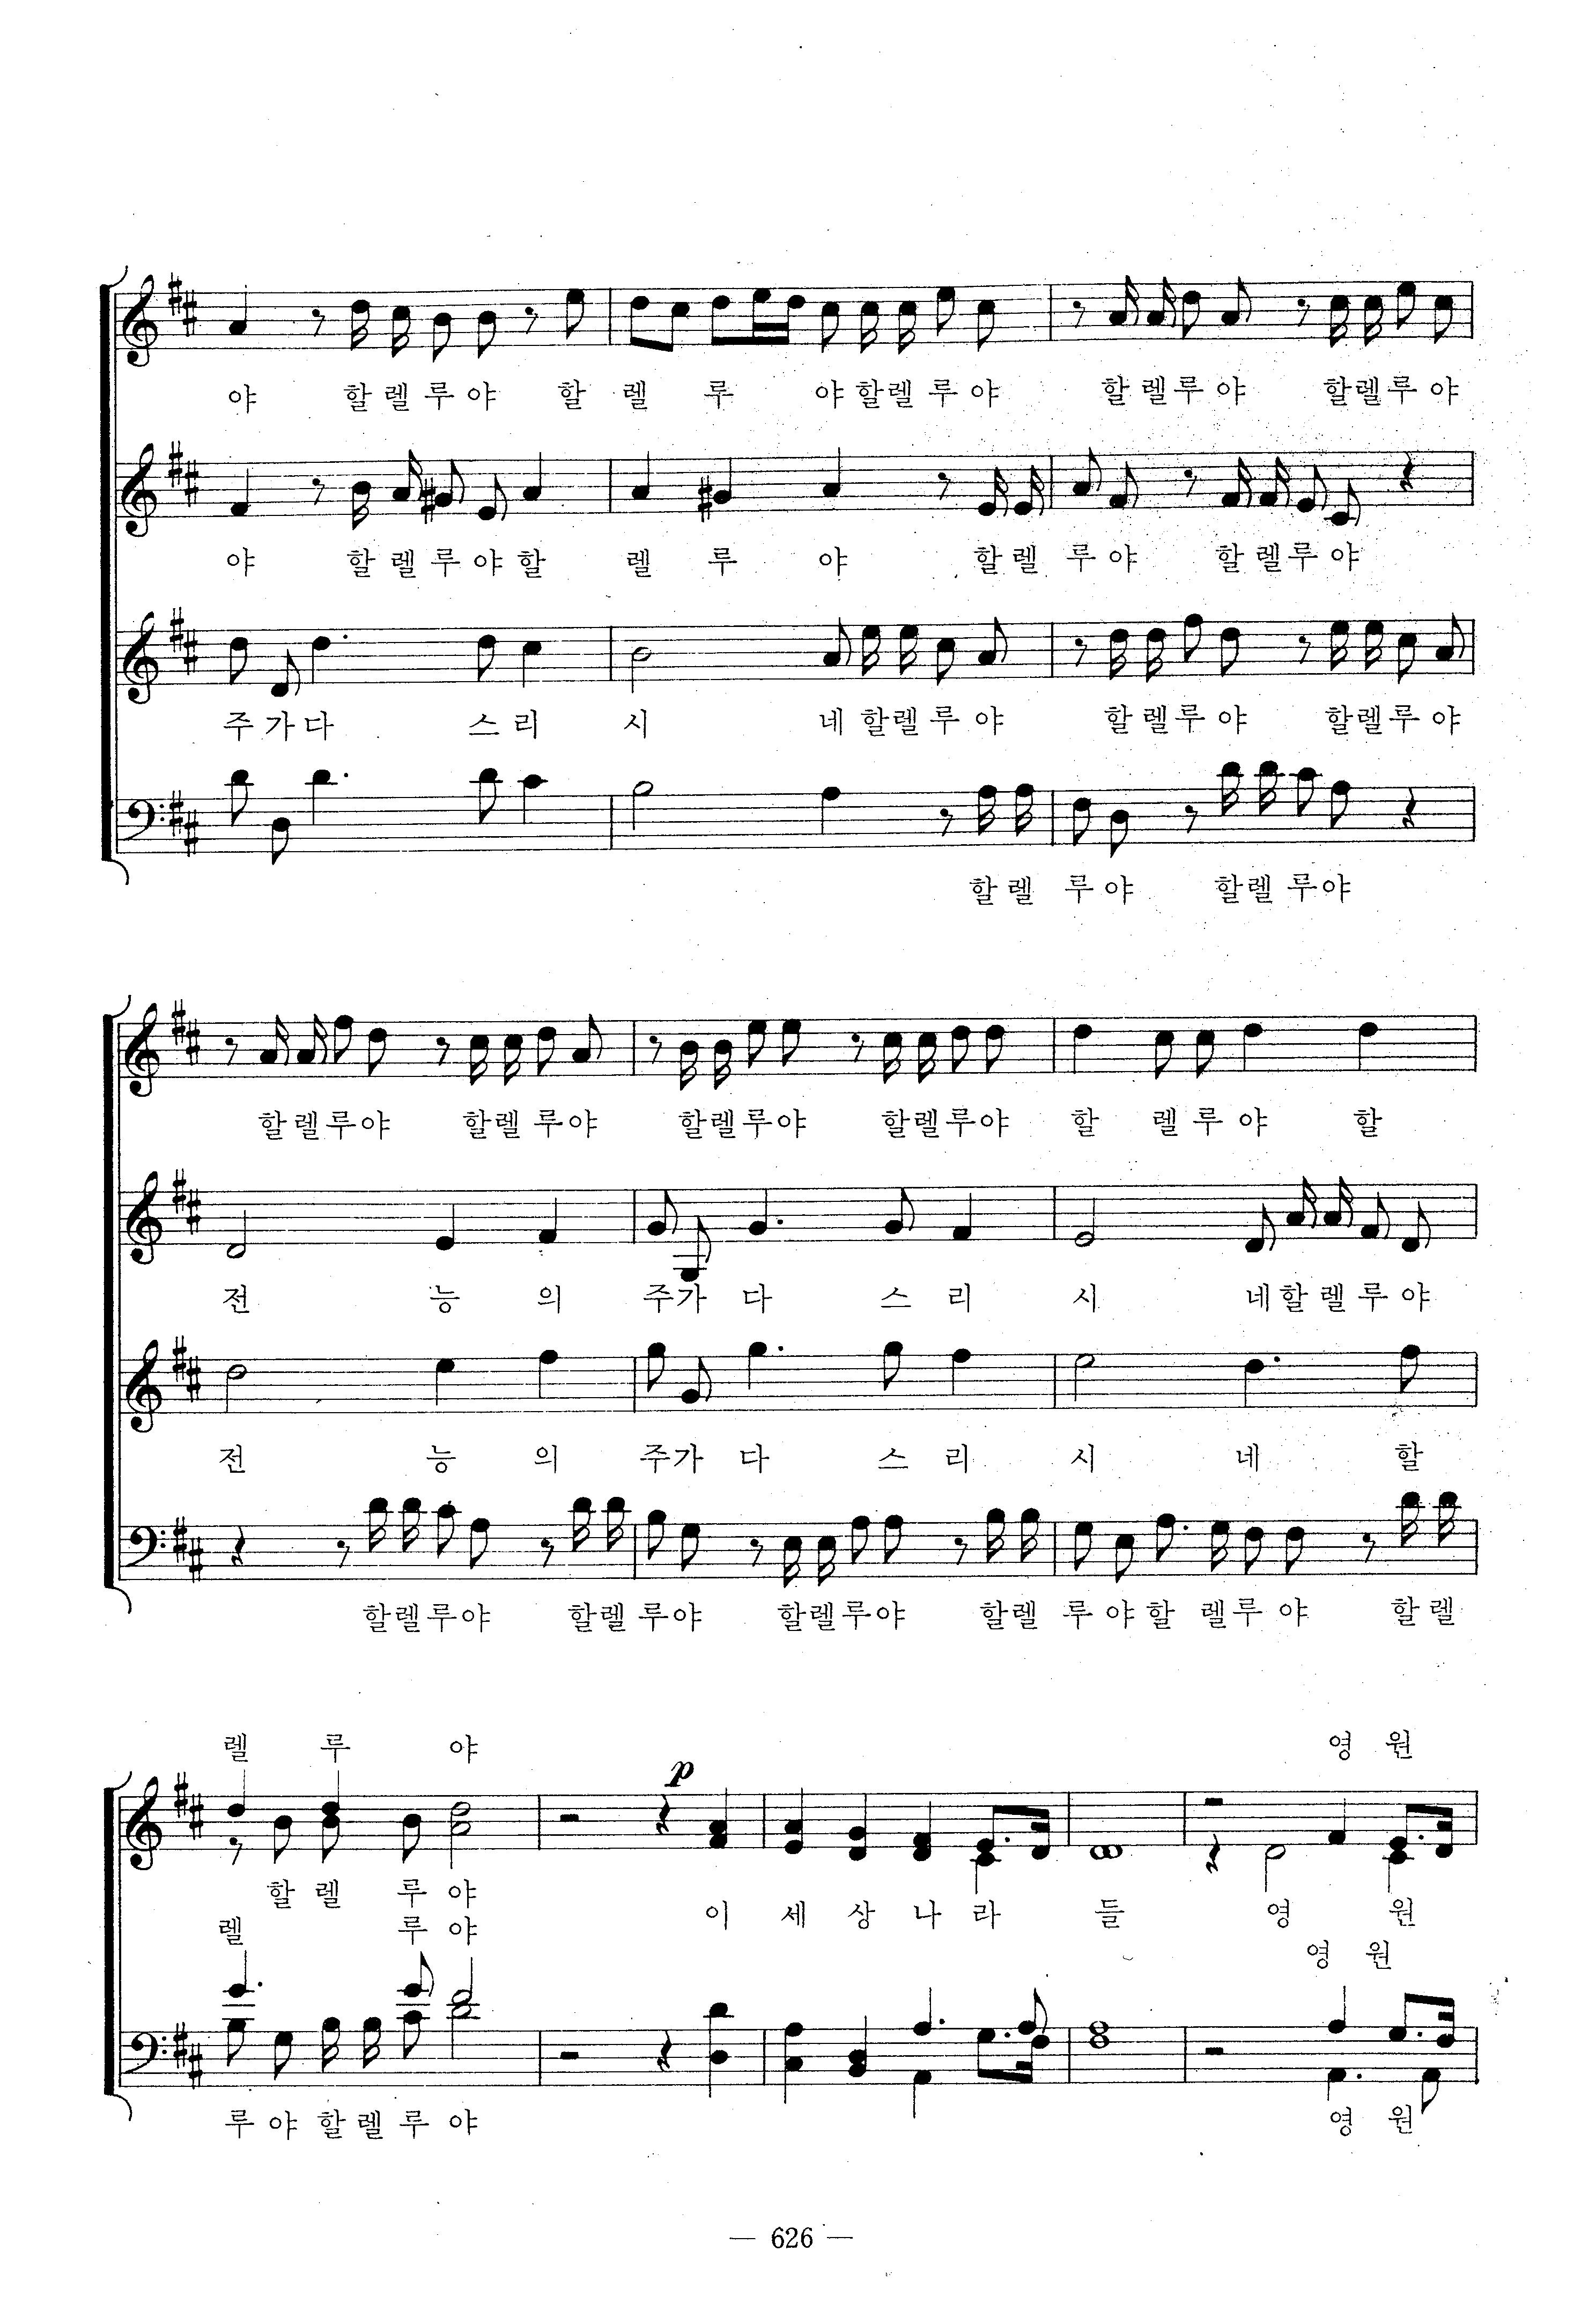 야 할렐루야 할 렐 루 야할렐루야 할렐루야 할렐루야
야 할렐루야할 렐 루 야 할렐 루야 할렐루야
주가다 스리 시 네할렐루야 할렐루야 할렐루야
할렐 루야 할렐루야
할렐루야 할렐루야 할렐루야 할렐루야 할 렐루야 할
전 능 의 주가 다 스 리 시 네할렐루야
전 능 의 주가 다 스 리 시 네 할
할렐루야 할렐 루야 할렐루야 할렐 루야할 렐루야 할렐
렐 루 야 영 원
p
할렐 루야
이 세상나라 들 영 원
렐 루야
영 원
루야할렐루야 영 원
— 626 —